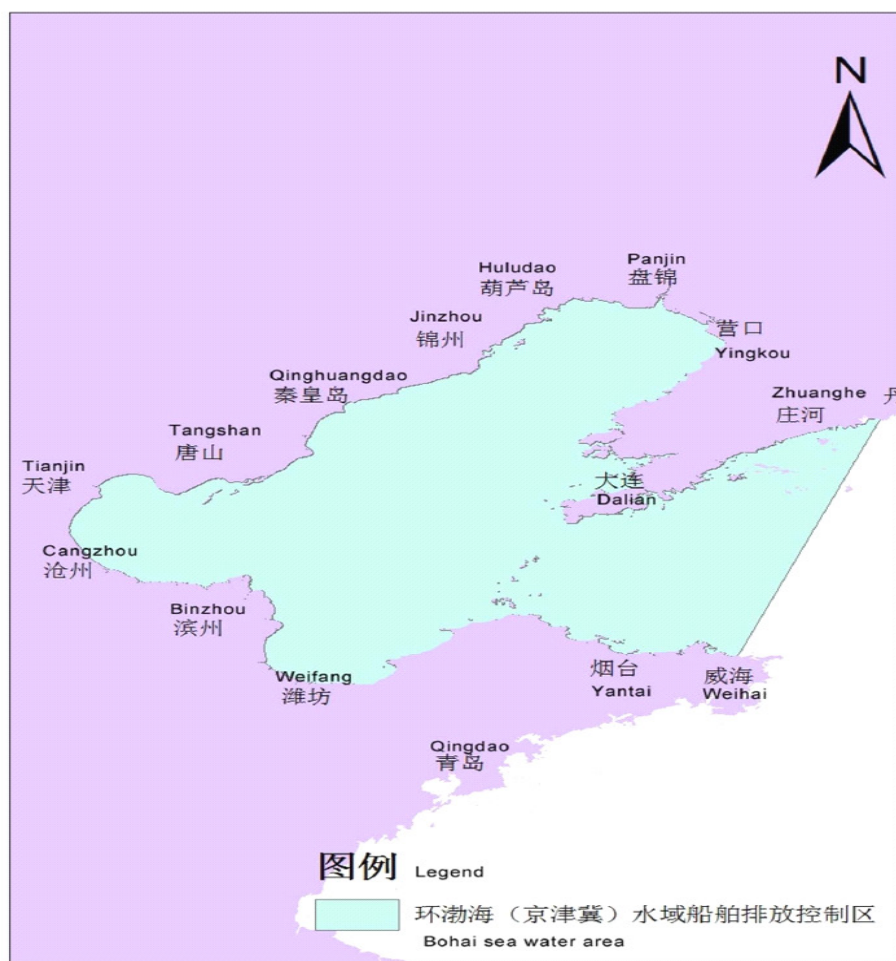 N
Panjin
盘锦
Huludao
葫芦岛
Jinzhou
锦州
营口
Yingkou
Qinghuangdao
秦皇岛
Zhuanghe
庄河
丹
Tangshan
唐山
Tianjin
天津
大连
Dalian
Cangzhou
沧州
Binzhou
滨州
Weifang
潍坊
烟台
Yantai
威海
Weihai
Qingdao
青岛
图例 Legend
环渤海（京津冀）水域船舶排放控制区
Bohai sea water area